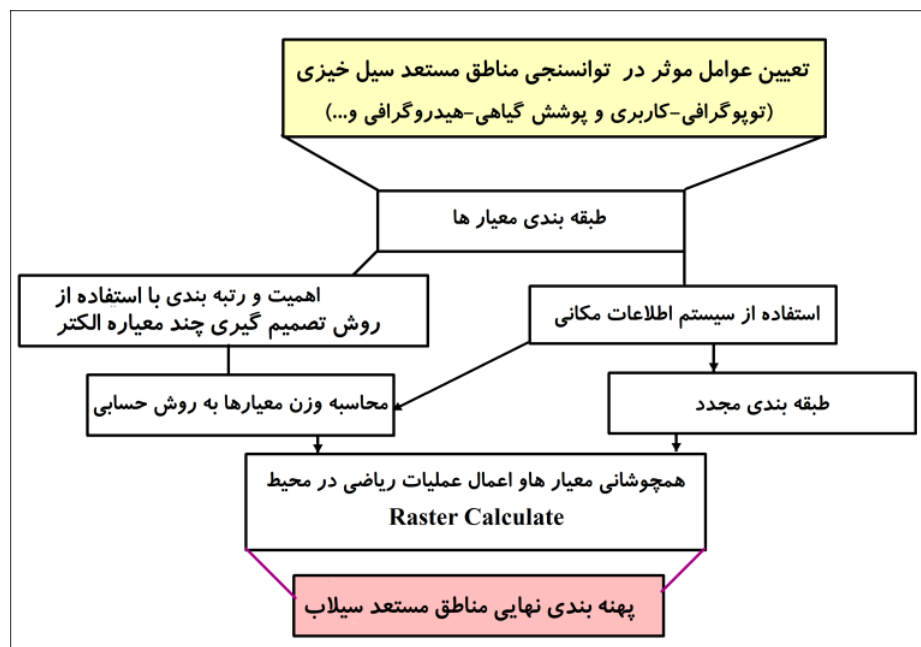 تعیین عوامل موثر در توانسنجی مناطق مستعد سیل خیزی
(توپوگرافی-کاربری و پوشش گیاهی-هیدروگرافی و...)
طبقه بندی معیار ها
اهمیت و رتبه بندی با استفاده از
روش تصمیم گیری چند معیاره الکتر
استفاده از سیستم اطلاعات مکانی
محاسبه وزن معیارها به روش حسابی
طبقه بندی مجدد
همچوشانی معیار هاو اعمال عملیات ریاضی در محیط
Raster Calculate
پهنه بندی نهایی مناطق مستعد سیلاب